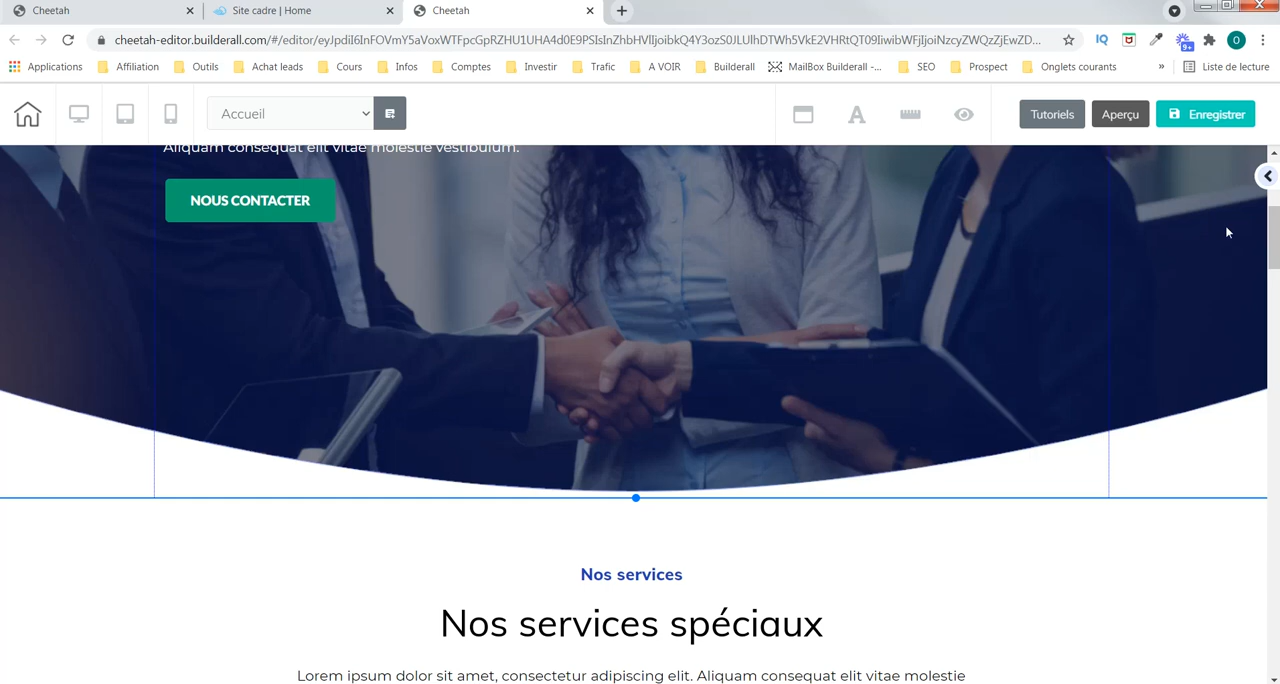 Cheetah
Site cadre | Home
Cheetah
cheetah-editor.builderall.com/#/editor/
Applications
Affiliation
Outils
Achat leads
Cours
Infos
Comptes
Investir
Trafic
A VOIR
Builderall
MailBox Builderall -...
SEO
Prospect
Onglets courants
»
Liste de lecture
IQ
9+
O
Accueil
A
Tutoriels
Aperçu
Enregistrer
Aliquam consequat elit vitae molestie vestibulum.
NOUS CONTACTER
Nos services
Nos services spéciaux
Lorem ipsum dolor sit amet, consectetur adipiscing elit. Aliquam consequat elit vitae molestie